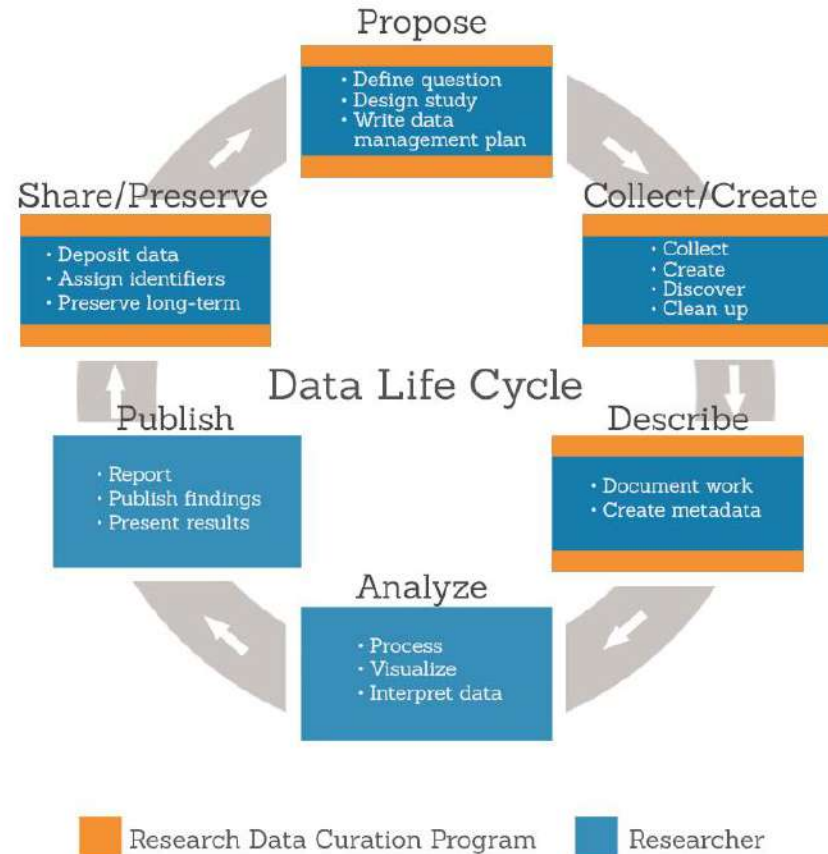 Propose
· Define question
· Design study
· Write data
management plan
Collect/Create
· Collect
· Create
· Discover
· Clean up
Describe
· Document work
· Create metadata
Analyze
· Process
· Visualize
· Interpret data
Publish
· Report
· Publish findings
· Present results
Share/Preserve
· Deposit data
· Assign identifiers
· Preserve long-term
Data Life Cycle
Research Data Curation Program
Researcher